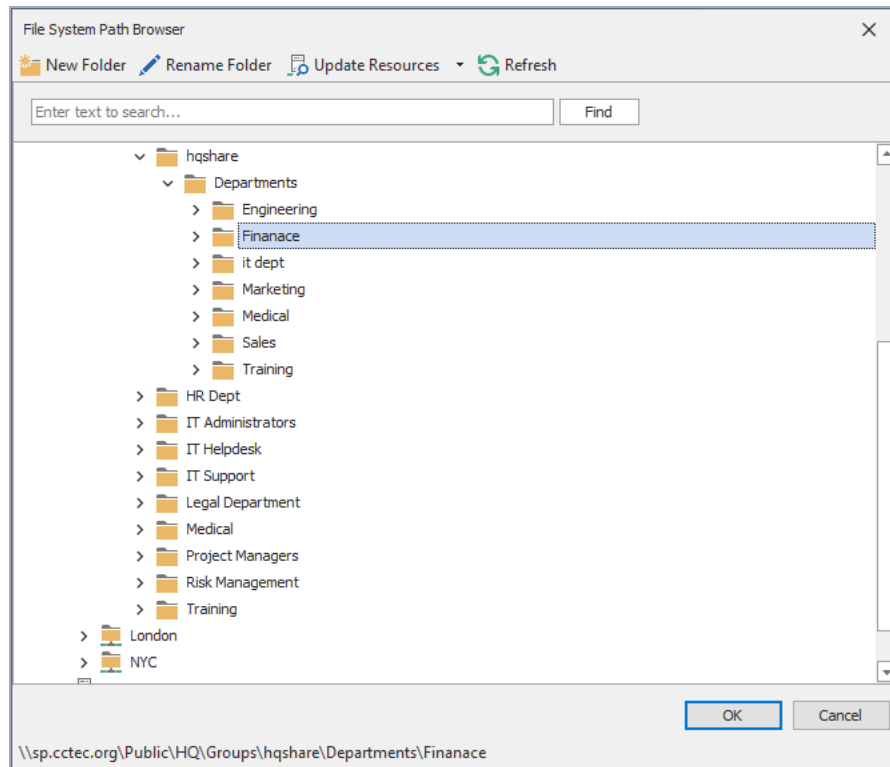 File System Path Browser
New Folder Rename Folder Update Resources Refresh
Enter text to search... Find
hqshare
Departments
Engineering
Finanace
it dept
Marketing
Medical
Sales
Training
HR Dept
IT Administrators
IT Helpdesk
IT Support
Legal Department
Medical
Project Managers
Risk Management
Training
London
NYC
OK Cancel
\\sp.cctec.org\Public\HQ\Groups\hqshare\Departments\Finanace